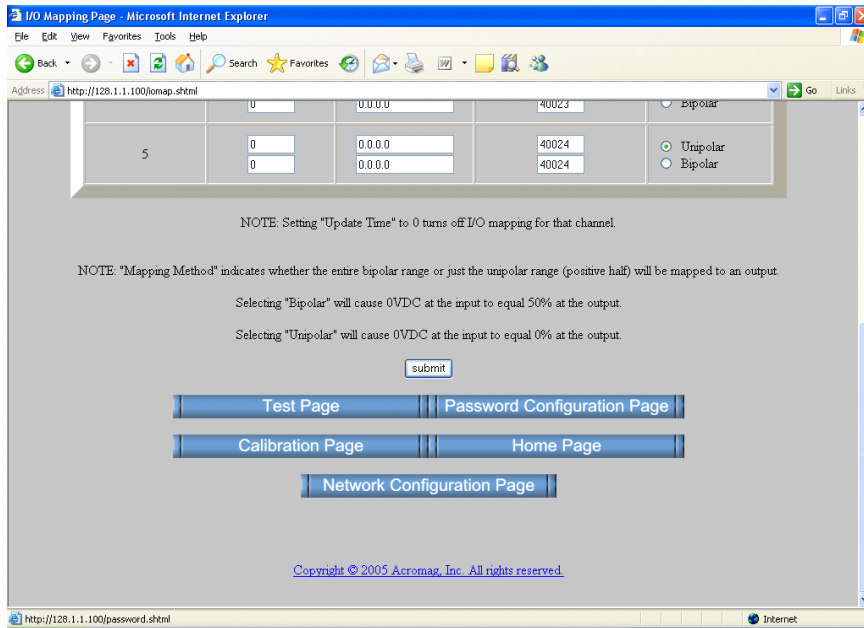 I/O Mapping Page - Microsoft Internet Explorer
File Edit View Favorites Tools Help
Back Search Favorites
Address http://128.1.1.100/iomap.shtml Go Links
0 0.0.0.0 40023 Bipolar
5 0 0.0.0.0 40024 Unipolar
0 0.0.0.0 40024 Bipolar
NOTE: Setting "Update Time" to 0 turns off I/O mapping for that channel.
NOTE: "Mapping Method" indicates whether the entire bipolar range or just the unipolar range (positive half) will be mapped to an output.
Selecting "Bipolar" will cause 0VDC at the input to equal 50% at the output.
Selecting "Unipolar" will cause 0VDC at the input to equal 0% at the output.
submit
Test Page Password Configuration Page
Calibration Page Home Page
Network Configuration Page
Copyright © 2005 Acromag, Inc. All rights reserved.
http://128.1.1.100/password.shtml Internet